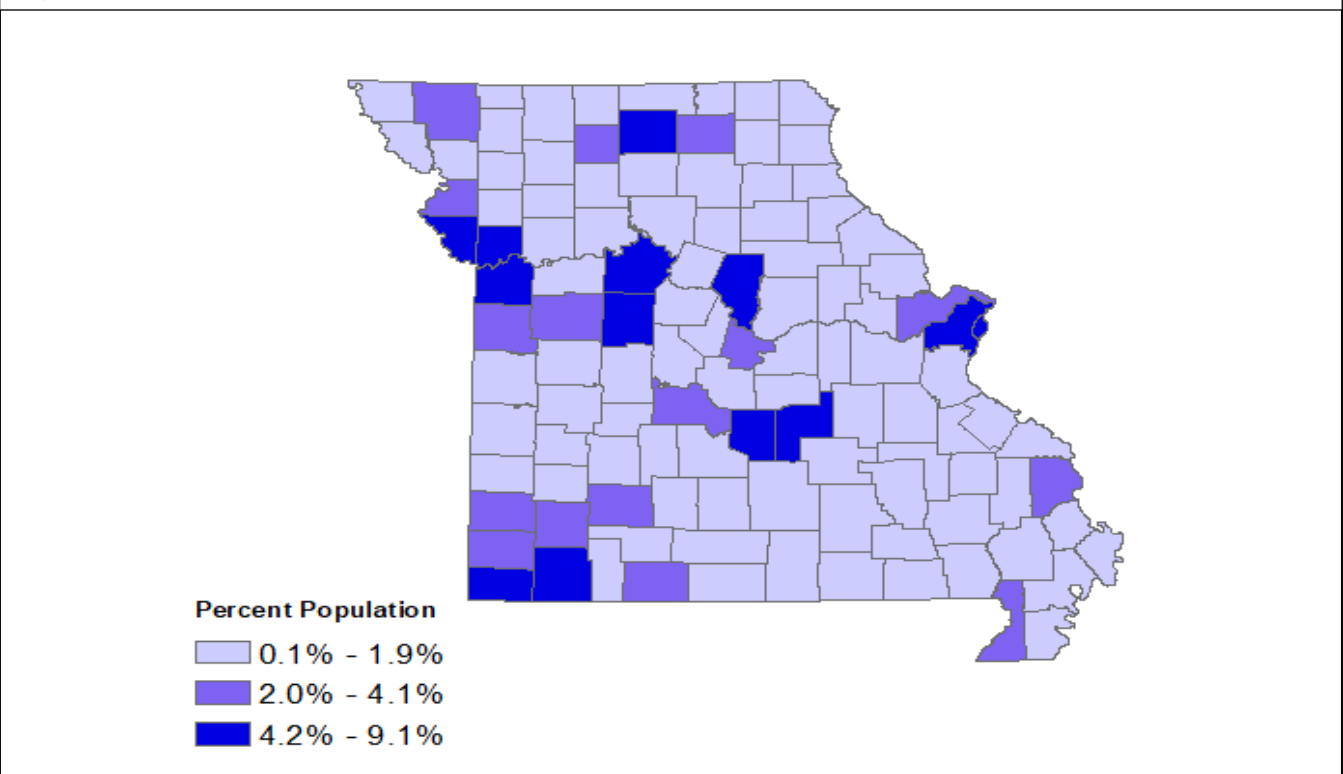 Percent Population
0.1% - 1.9%
2.0% - 4.1%
4.2% - 9.1%